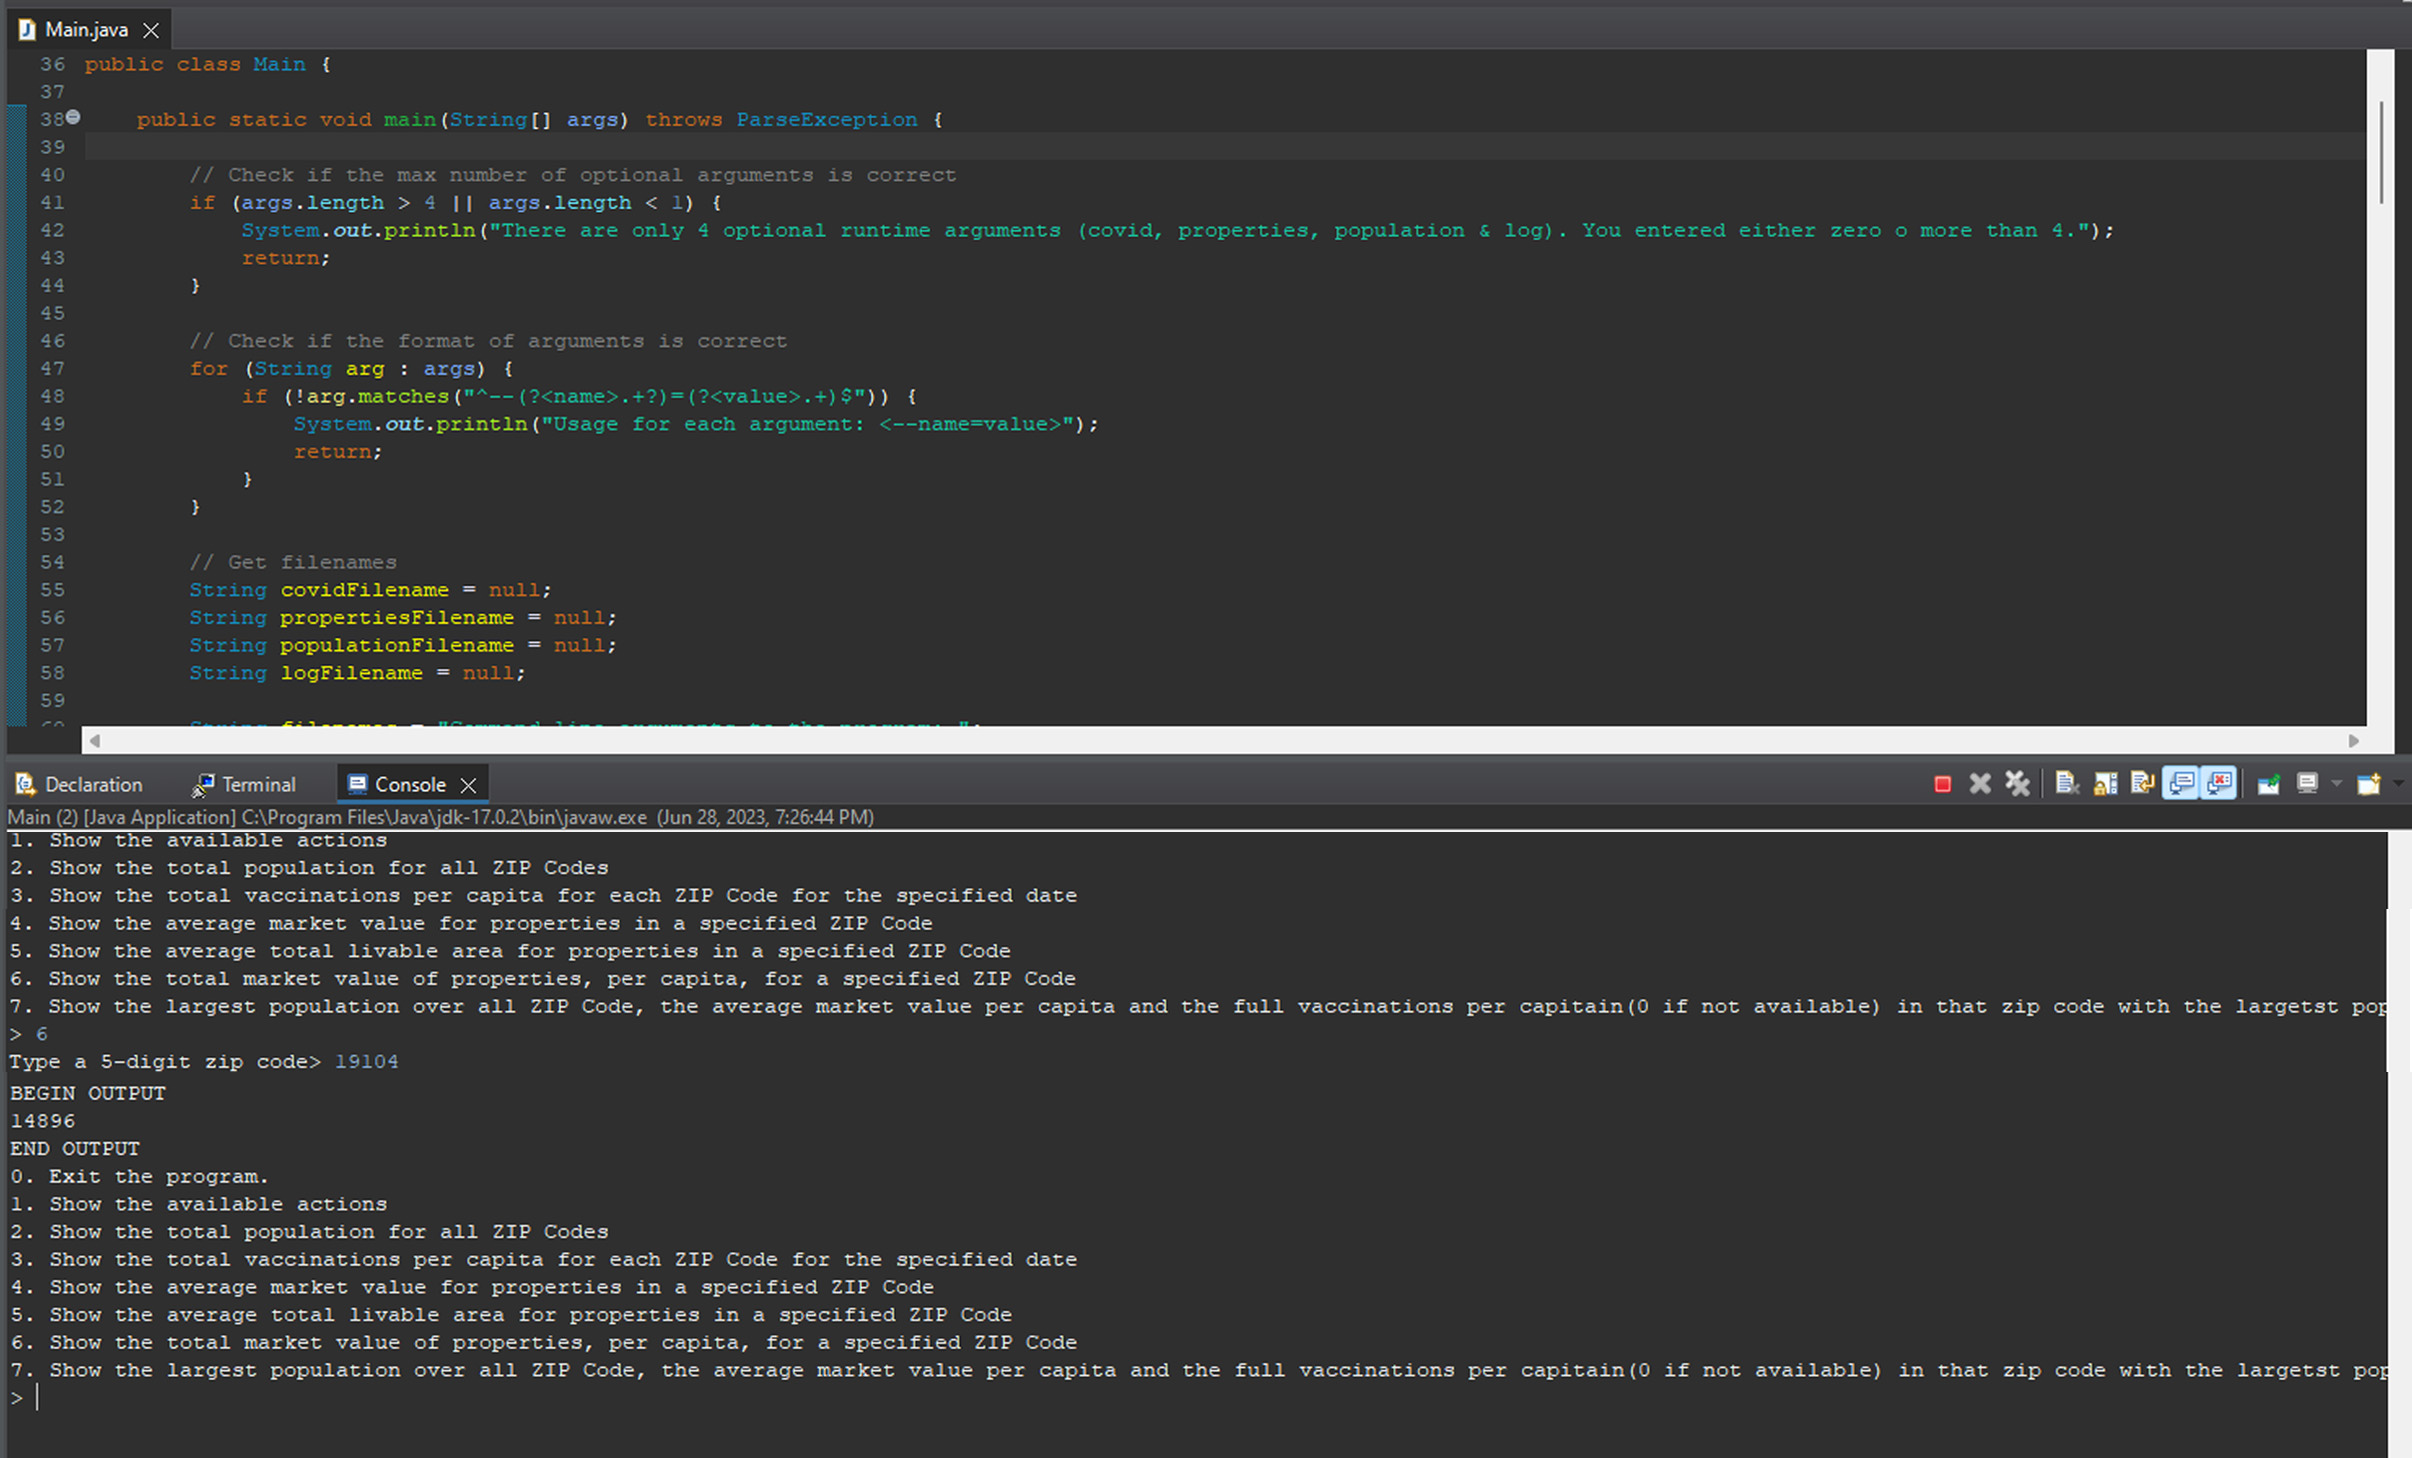 Main.java
36 public class Main {
37
38 public static void main(String[] args) throws ParseException {
39
40 // Check if the max number of optional arguments is correct
41 if (args.length > 4 || args.length < 1) {
42 System.out.println("There are only 4 optional runtime arguments (covid, properties, population & log). You entered either zero o more than 4.");
43 return;
44 }
45
46 // Check if the format of arguments is correct
47 for (String arg : args) {
48 if (!arg.matches("^--(?<name>.+?)=(?<value>.+)$")) {
49 System.out.println("Usage for each argument: <--name=value>");
50 return;
51 }
52 }
53
54 // Get filenames
55 String covidFilename = null;
56 String propertiesFilename = null;
57 String populationFilename = null;
58 String logFilename = null;
59
60 String filenames = "Command line arguments to the program: ";
Declaration Terminal Console
Main (2) [Java Application] C:\Program Files\Java\jdk-17.0.2\bin\javaw.exe (Jun 28, 2023, 7:26:44 PM)
1. Show the available actions
2. Show the total population for all ZIP Codes
3. Show the total vaccinations per capita for each ZIP Code for the specified date
4. Show the average market value for properties in a specified ZIP Code
5. Show the average total livable area for properties in a specified ZIP Code
6. Show the total market value of properties, per capita, for a specified ZIP Code
7. Show the largest population over all ZIP Code, the average market value per capita and the full vaccinations per capitain(0 if not available) in that zip code with the largetst pop
> 6
Type a 5-digit zip code> 19104
BEGIN OUTPUT
14896
END OUTPUT
0. Exit the program.
1. Show the available actions
2. Show the total population for all ZIP Codes
3. Show the total vaccinations per capita for each ZIP Code for the specified date
4. Show the average market value for properties in a specified ZIP Code
5. Show the average total livable area for properties in a specified ZIP Code
6. Show the total market value of properties, per capita, for a specified ZIP Code
7. Show the largest population over all ZIP Code, the average market value per capita and the full vaccinations per capitain(0 if not available) in that zip code with the largetst pop
>